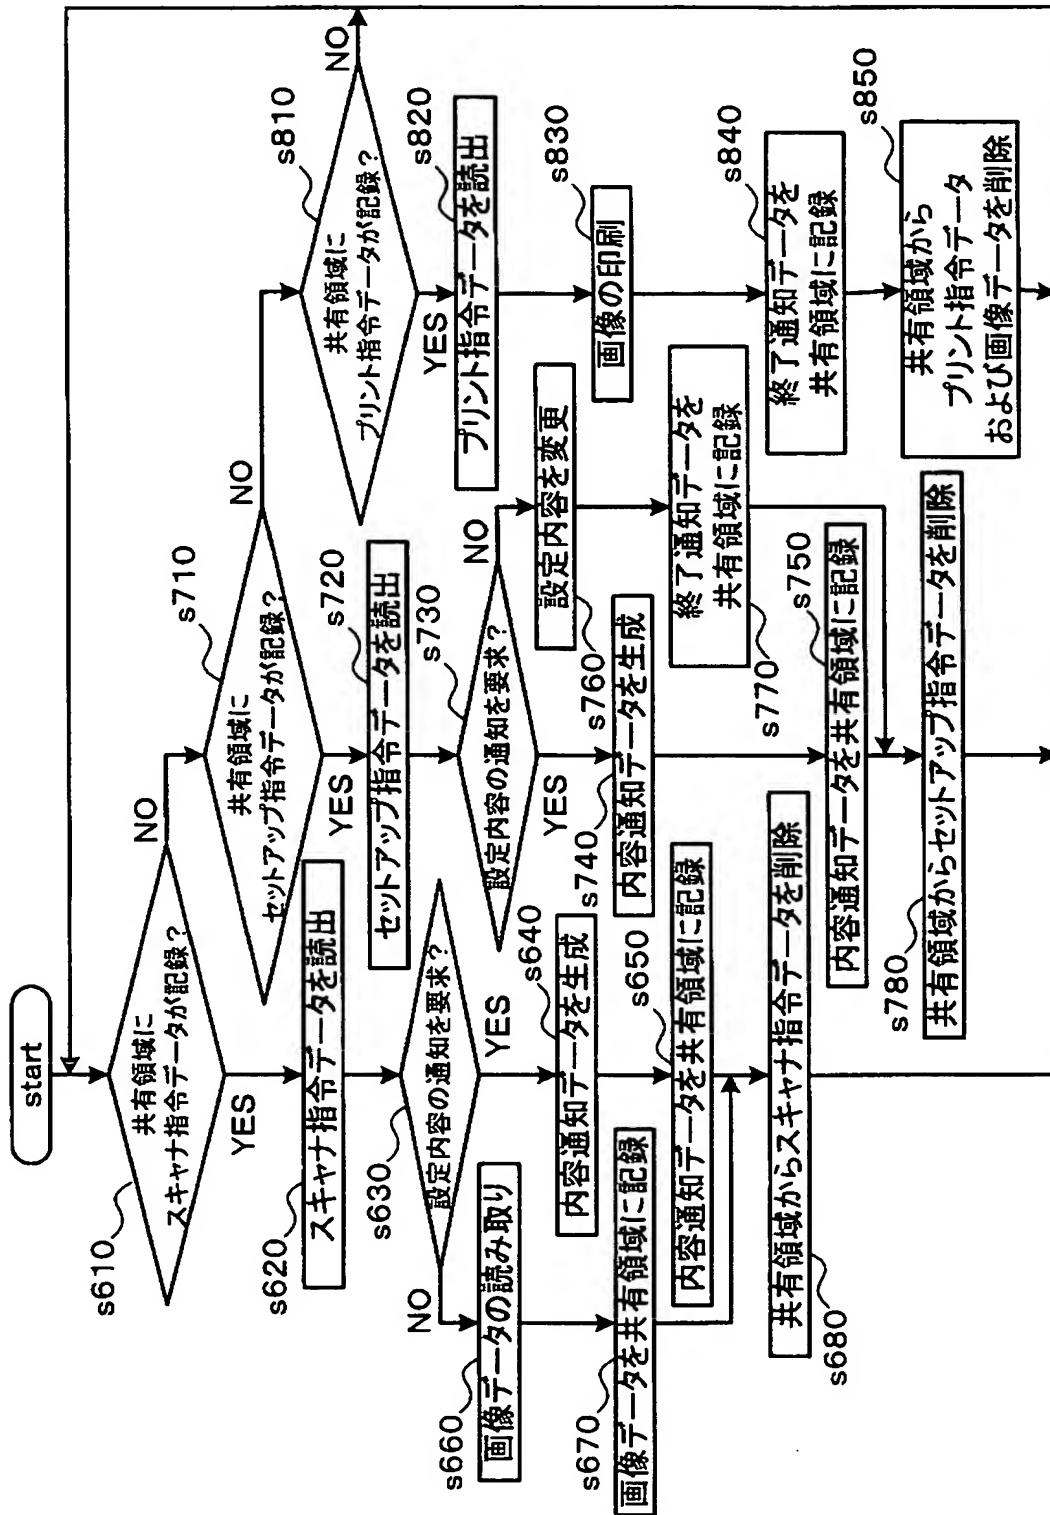 start
s610
共有領域に
スキャナ指令データが記録?
NO
YES
s620
スキャナ指令データを読出
s630
設定内容の通知を要求?
NO
YES
s640
内容通知データを生成
s650
内容通知データを共有領域に記録
s660
画像データの読み取り
s670
画像データを共有領域に記録
s680
共有領域からスキャナ指令データを削除
s710
共有領域に
セットアップ指令データが記録?
NO
YES
s720
セットアップ指令データを読出
s730
設定内容の通知を要求?
NO
YES
s740
内容通知データを生成
s750
内容通知データを共有領域に記録
s760
設定内容を変更
s770
終了通知データを
共有領域に記録
s780
共有領域からセットアップ指令データを削除
s810
共有領域に
プリント指令データが記録?
NO
YES
s820
プリント指令データを読出
s830
画像の印刷
s840
終了通知データを
共有領域に記録
s850
共有領域から
プリント指令データ
および画像データを削除